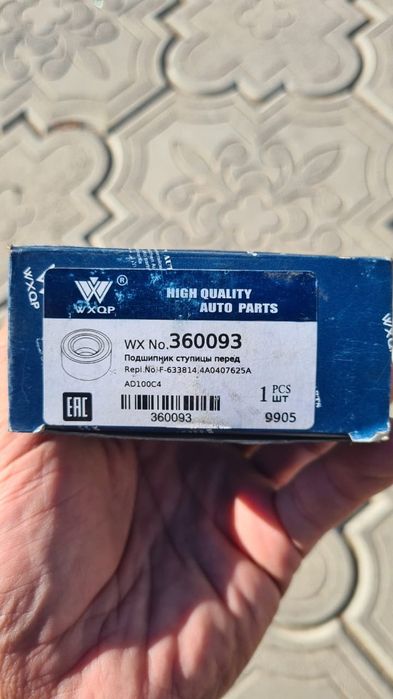 WXQP
WXQP ®
HIGH QUALITY
AUTO PARTS
WX No.360093
Подшипник ступицы перед
Repl.No:F-633814,4A0407625A
AD100C4
1 PCS
ШТ
EAC
360093
9905